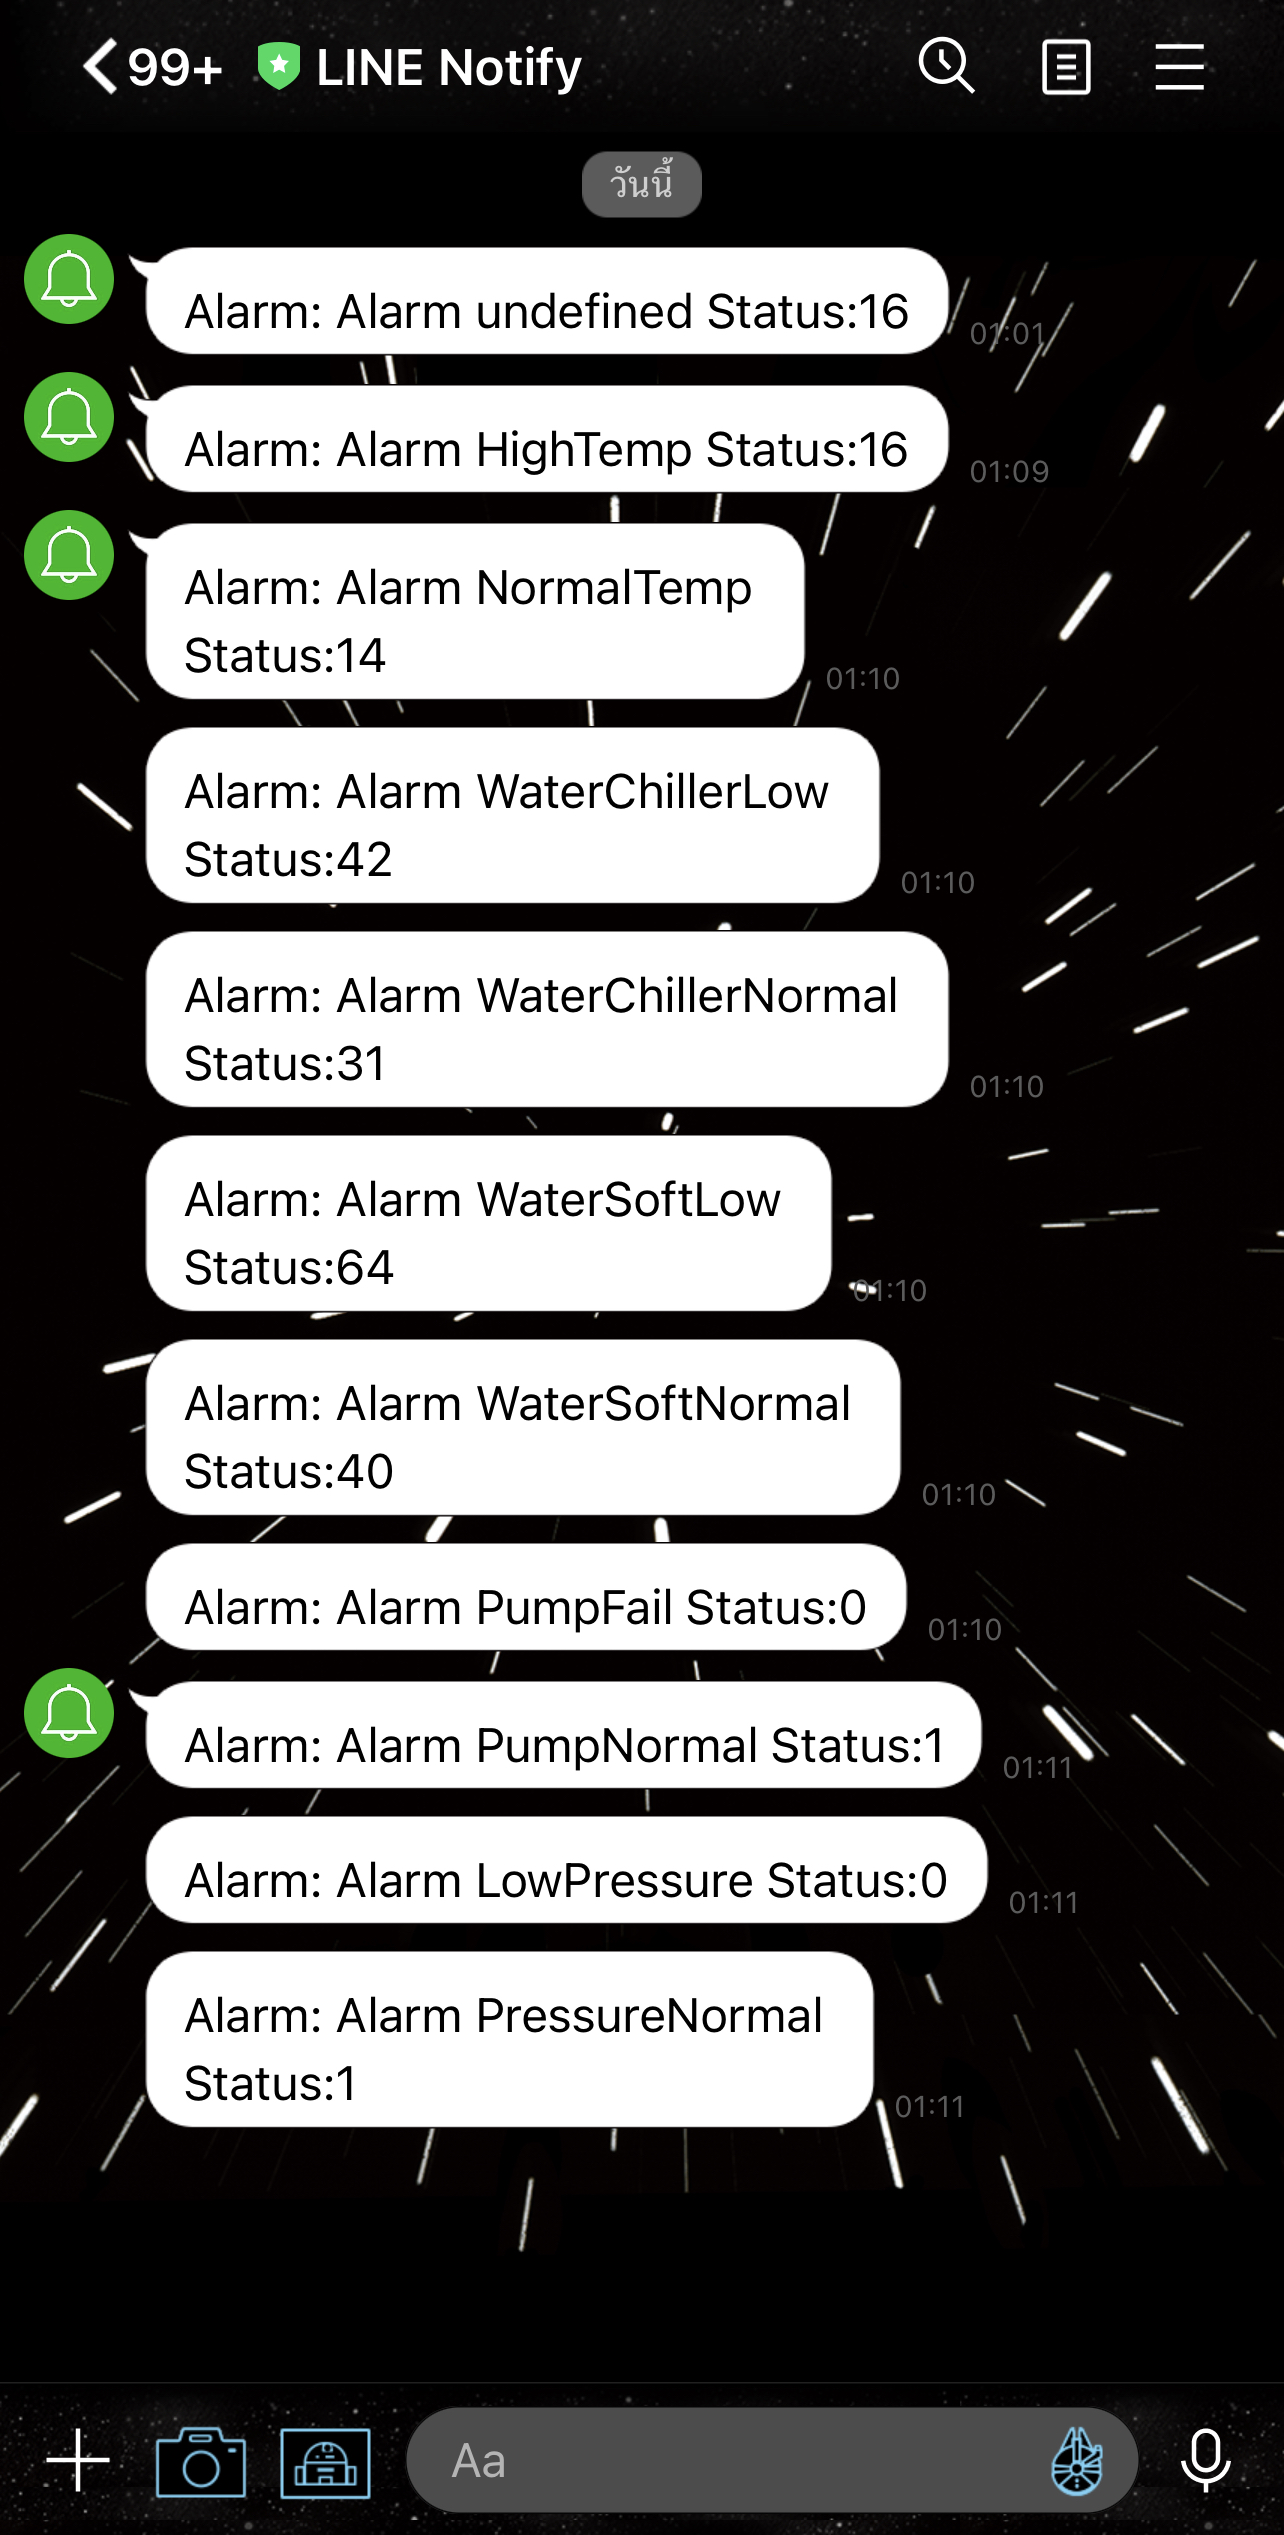 99+ LINE Notify
วันนี้
Alarm: Alarm undefined Status:16
01:01
Alarm: Alarm HighTemp Status:16
01:09
Alarm: Alarm NormalTemp
Status:14
01:10
Alarm: Alarm WaterChillerLow
Status:42
01:10
Alarm: Alarm WaterChillerNormal
Status:31
01:10
Alarm: Alarm WaterSoftLow
Status:64
01:10
Alarm: Alarm WaterSoftNormal
Status:40
01:10
Alarm: Alarm PumpFail Status:0
01:10
Alarm: Alarm PumpNormal Status:1
01:11
Alarm: Alarm LowPressure Status:0
01:11
Alarm: Alarm PressureNormal
Status:1
01:11
Aa